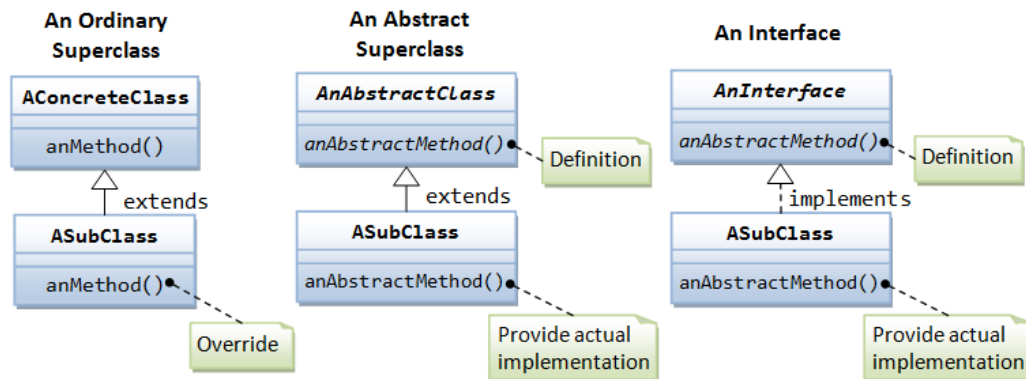 An Ordinary
Superclass
AConcreteClass
anMethod()
extends
ASubClass
anMethod()
Override
An Abstract
Superclass
AnAbstractClass
anAbstractMethod()
Definition
extends
ASubClass
anAbstractMethod()
Provide actual
implementation
An Interface
AnInterface
anAbstractMethod()
Definition
implements
ASubClass
anAbstractMethod()
Provide actual
implementation